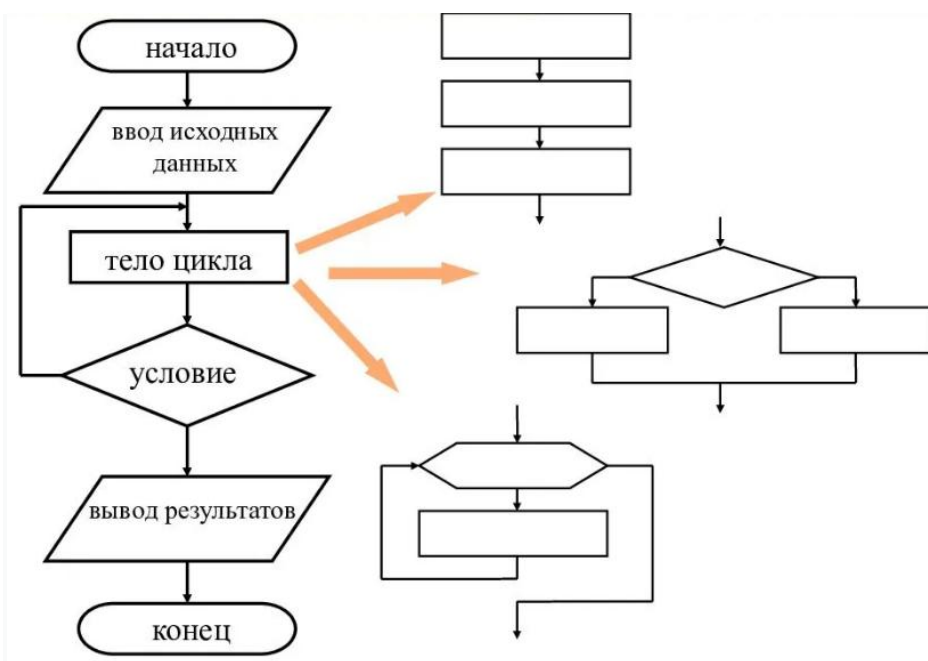 начало
ввод исходных
данных
тело цикла
условие
вывод результатов
конец